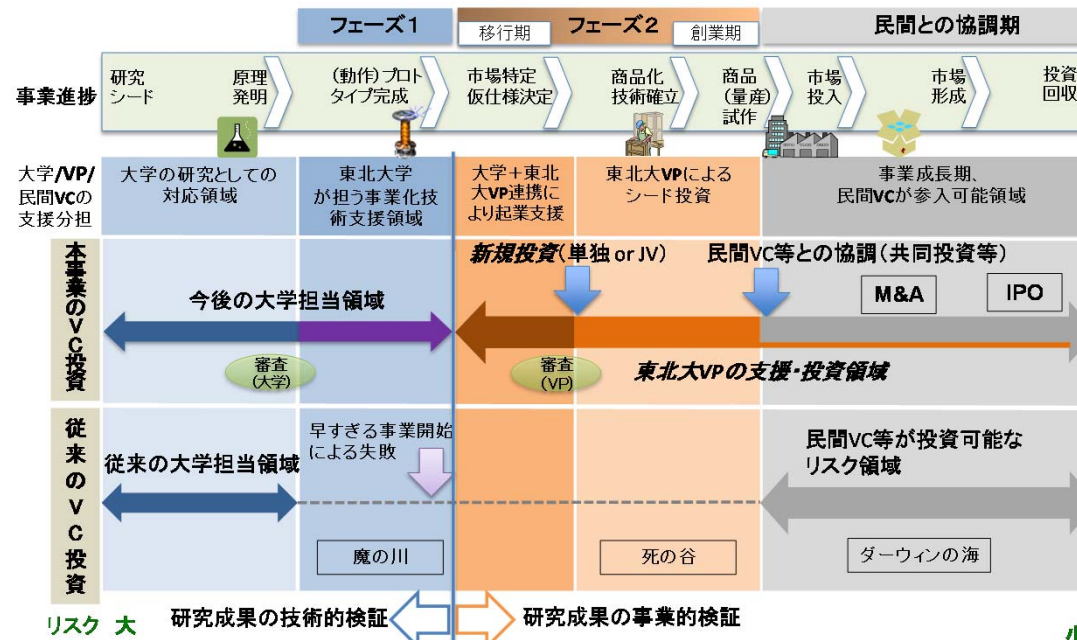 フェーズ1
移行期
フェーズ2
創業期
民間との協調期
事業進捗
研究
シード
原理
発明
(動作)プロト
タイプ完成
市場特定
仮仕様決定
商品化
技術確立
商品
(量産)
試作
市場
投入
市場
形成
投資
回収
大学/VP/
民間VCの
支援分担
大学の研究としての
対応領域
東北大学
が担う事業化技
術支援領域
大学+東北
大VP連携に
より起業支援
東北大VPによる
シード投資
事業成長期、
民間VCが参入可能領域
本事業のVC投資
新規投資(単独 or JV)
民間VC等との協調(共同投資等)
M&A
IPO
今後の大学担当領域
審査
(大学)
審査
(VP)
東北大VPの支援・投資領域
従来のVC投資
早すぎる事業開始
による失敗
従来の大学担当領域
民間VC等が投資可能な
リスク領域
魔の川
死の谷
ダーウィンの海
リスク 大
研究成果の技術的検証
研究成果の事業的検証